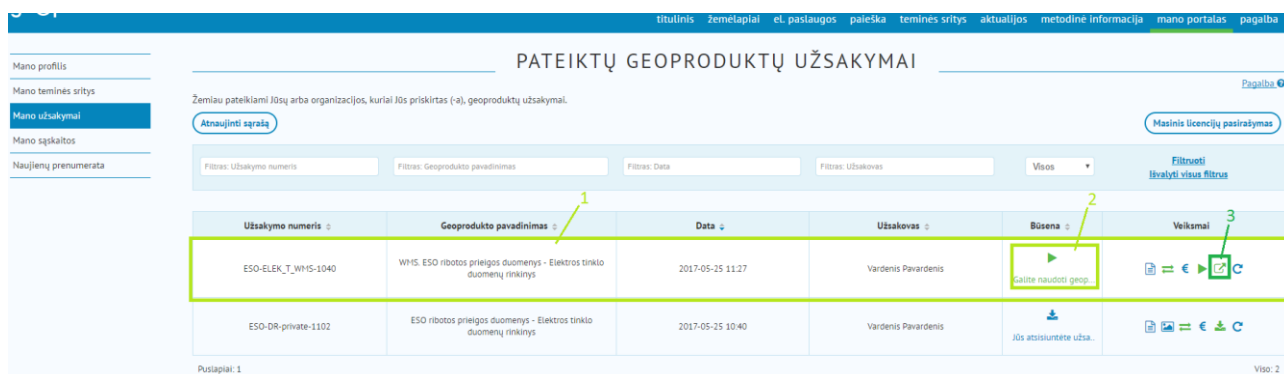 titulinis žemėlapiai el. paslaugos paieška teminės sritys aktualijos metodinė informacija mano portalas pagalba
Mano profilis
Mano teminės sritys
Mano užsakymai
Mano sąskaitos
Naujienų prenumerata
PATEIKTŲ GEOPRODUKTŲ UŽSAKYMAI
Pagalba
Žemiau pateikiami Jūsų arba organizacijos, kuriai Jūs priskirtas (-a), geoproduktų užsakymai.
Atnaujinti sąrašą
Masinis licencijų pasirašymas
Filtras: Užsakymo numeris Filtras: Geoprodukto pavadinimas Filtras: Data Filtras: Užsakovas Visos Filtruoti
Išvalyti visus filtrus
1 2 3
Užsakymo numeris Geoprodukto pavadinimas Data Užsakovas Būsena Veiksmai
ESO-ELEK_T_WMS-1040 WMS. ESO ribotos prieigos duomenys - Elektros tinklo duomenų rinkinys 2017-05-25 11:27 Vardenis Pavardenis Galite naudoti geop... €
ESO-DR-private-1102 ESO ribotos prieigos duomenys - Elektros tinklo duomenų rinkinys 2017-05-25 10:40 Vardenis Pavardenis Jūs atsisiuntėte užsa.. €
Puslapiai: 1 Viso: 2